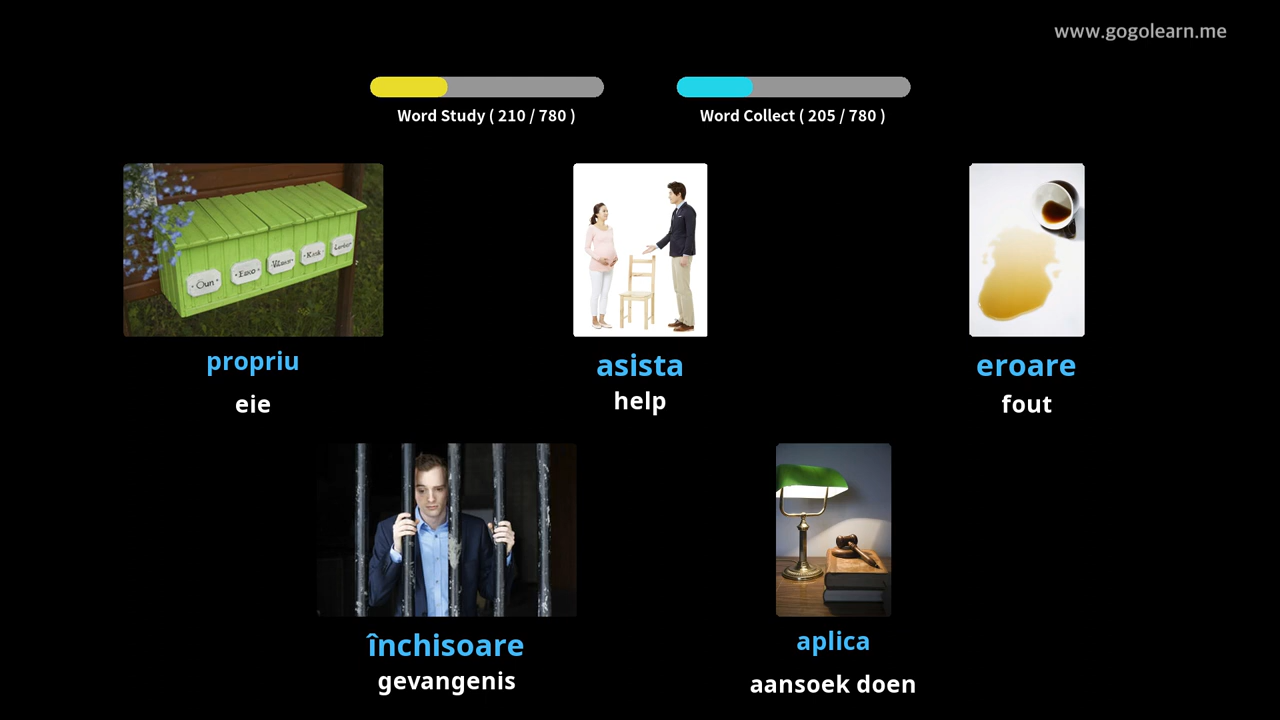 www.gogolearn.me
Word Study ( 210 / 780 )
Word Collect ( 205 / 780 )
Õun
propriu
eie
asista
help
eroare
fout
închisoare
gevangenis
aplica
aansoek doen